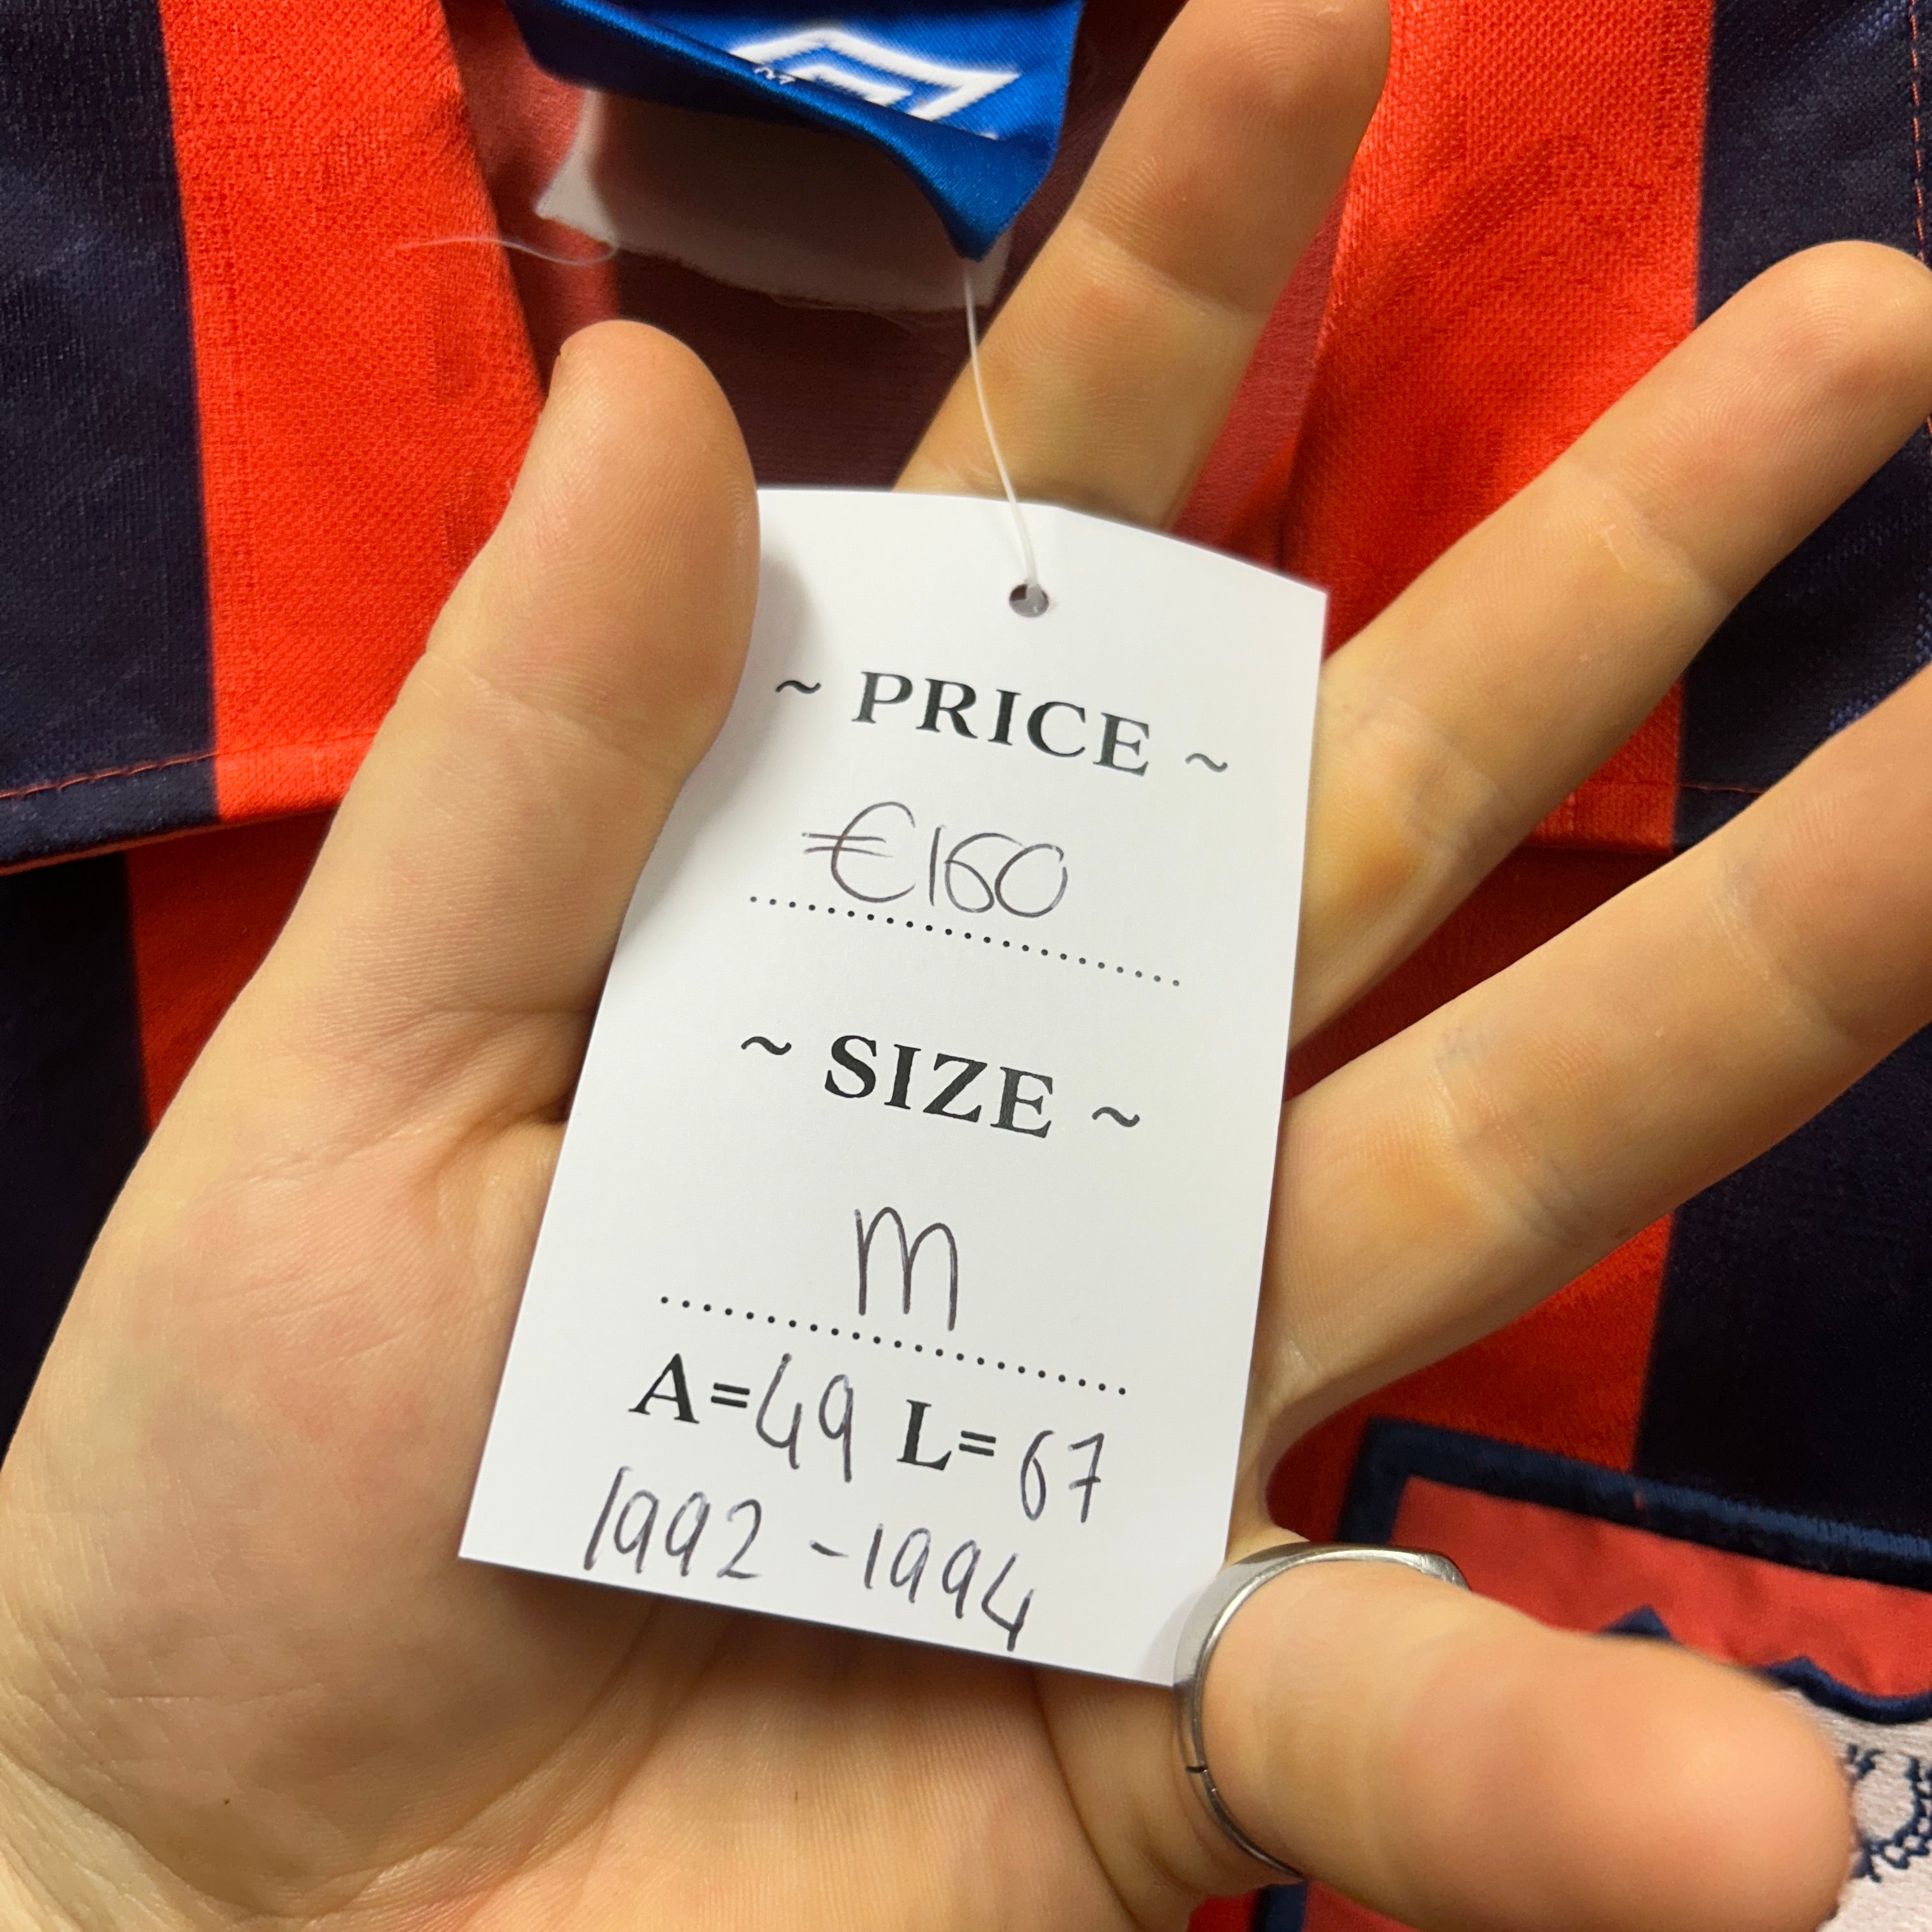 M
~ PRICE ~
€160
~ SIZE ~
M
A=49 L=67
1992-1994